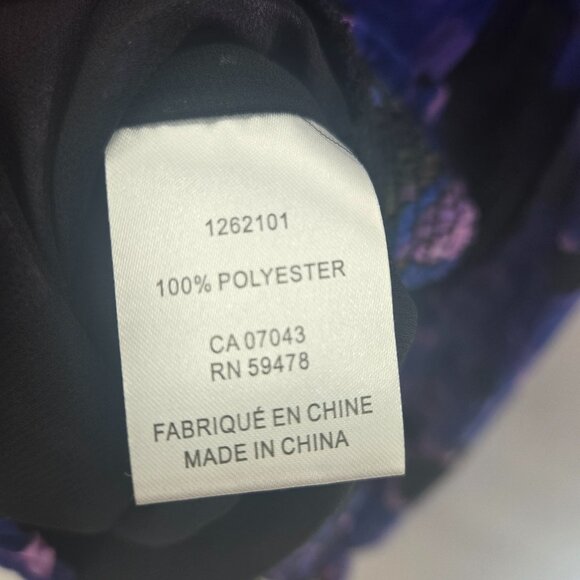 1262101
100% POLYESTER
CA 07043
RN 59478
FABRIQUÉ EN CHINE
MADE IN CHINA